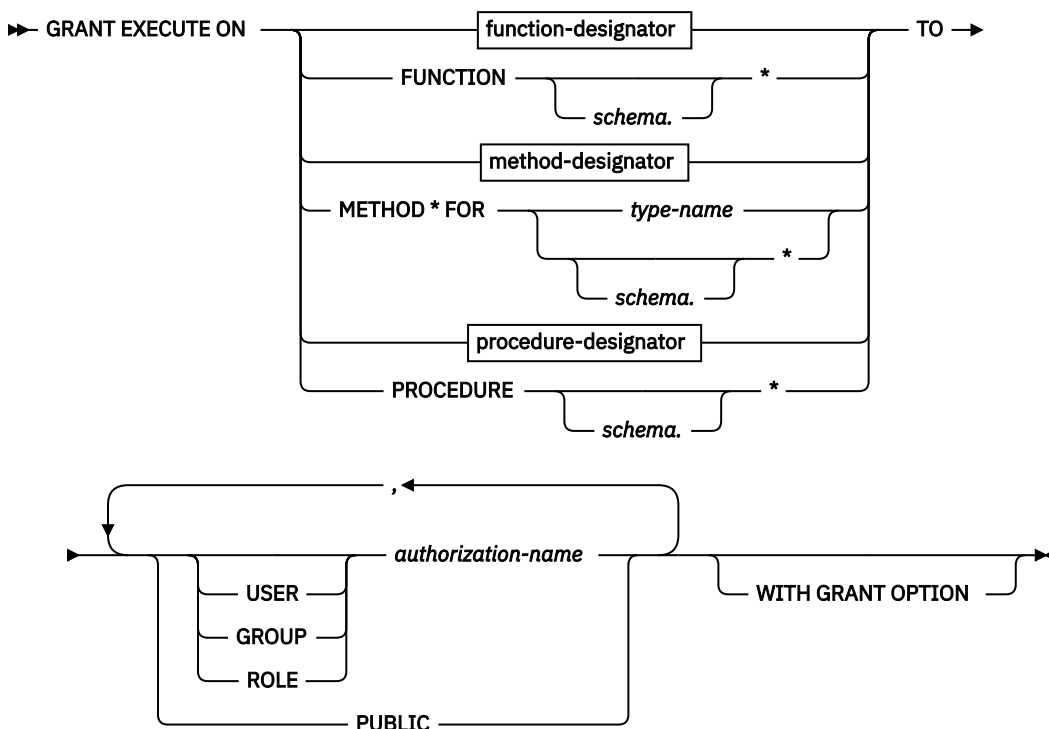 GRANT EXECUTE ON function-designator TO
FUNCTION *
schema.
method-designator
METHOD * FOR type-name
*
schema.
procedure-designator
PROCEDURE *
schema.
,
authorization-name
USER WITH GRANT OPTION
GROUP
ROLE
PUBLIC